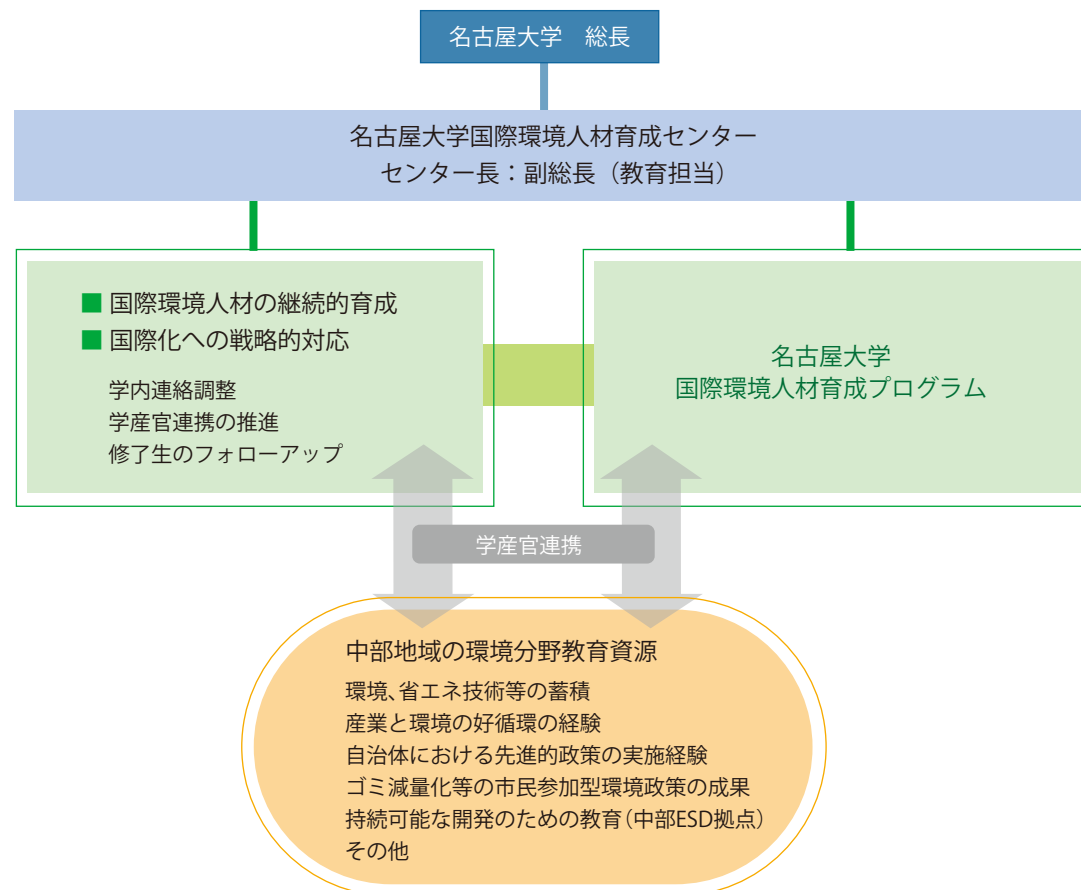 名古屋大学　総長
名古屋大学国際環境人材育成センター
センター長：副総長（教育担当）
■ 国際環境人材の継続的育成
■ 国際化への戦略的対応
学内連絡調整
学産官連携の推進
修了生のフォローアップ
名古屋大学
国際環境人材育成プログラム
学産官連携
中部地域の環境分野教育資源
環境、省エネ技術等の蓄積
産業と環境の好循環の経験
自治体における先進的政策の実施経験
ゴミ減量化等の市民参加型環境政策の成果
持続可能な開発のための教育（中部ESD拠点）
その他